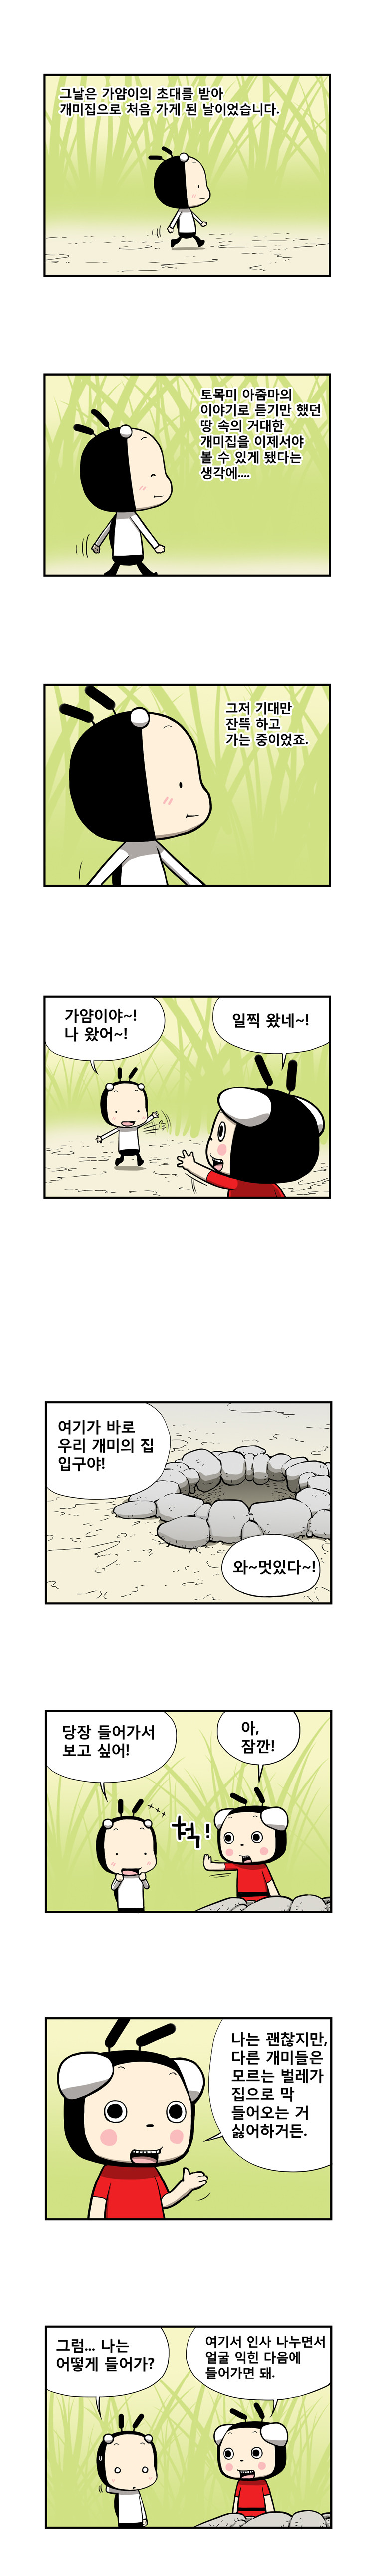 그날은 가얌이의 초대를 받아
개미집으로 처음 가게 된 날이었습니다.
토목미 아줌마의
이야기로 듣기만 했던
땅 속의 거대한
개미집을 이제서야
볼 수 있게 됐다는
생각에....
그저 기대만
잔뜩 하고
가는 중이었죠.
가얌이야~!
나 왔어~!
일찍 왔네~!
여기가 바로
우리 개미의 집
입구야!
와~멋있다~!
당장 들어가서
보고 싶어!
아,
잠깐!
척!
나는 괜찮지만,
다른 개미들은
모르는 벌레가
집으로 막
들어오는 거
싫어하거든.
그럼... 나는
어떻게 들어가?
여기서 인사 나누면서
얼굴 익힌 다음에
들어가면 돼.